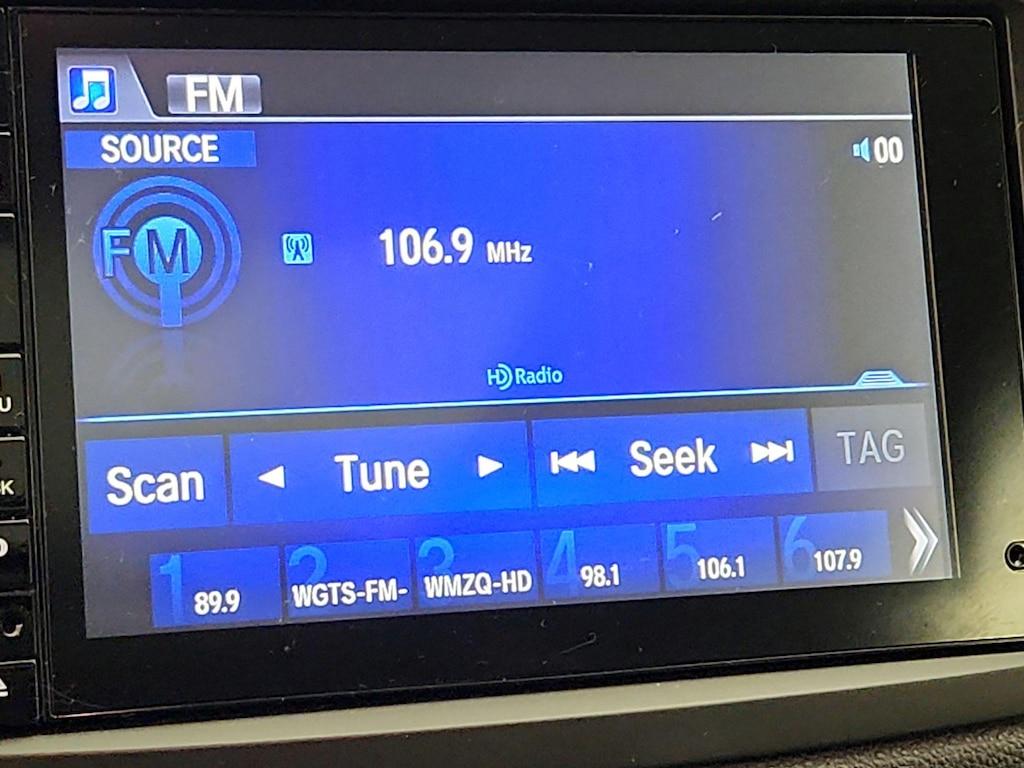 FM
SOURCE
00
FM
106.9 MHz
HD Radio
Scan
Tune
Seek
TAG
1 89.9
2 WGTS-FM-
3 WMZQ-HD
4 98.1
5 106.1
6 107.9